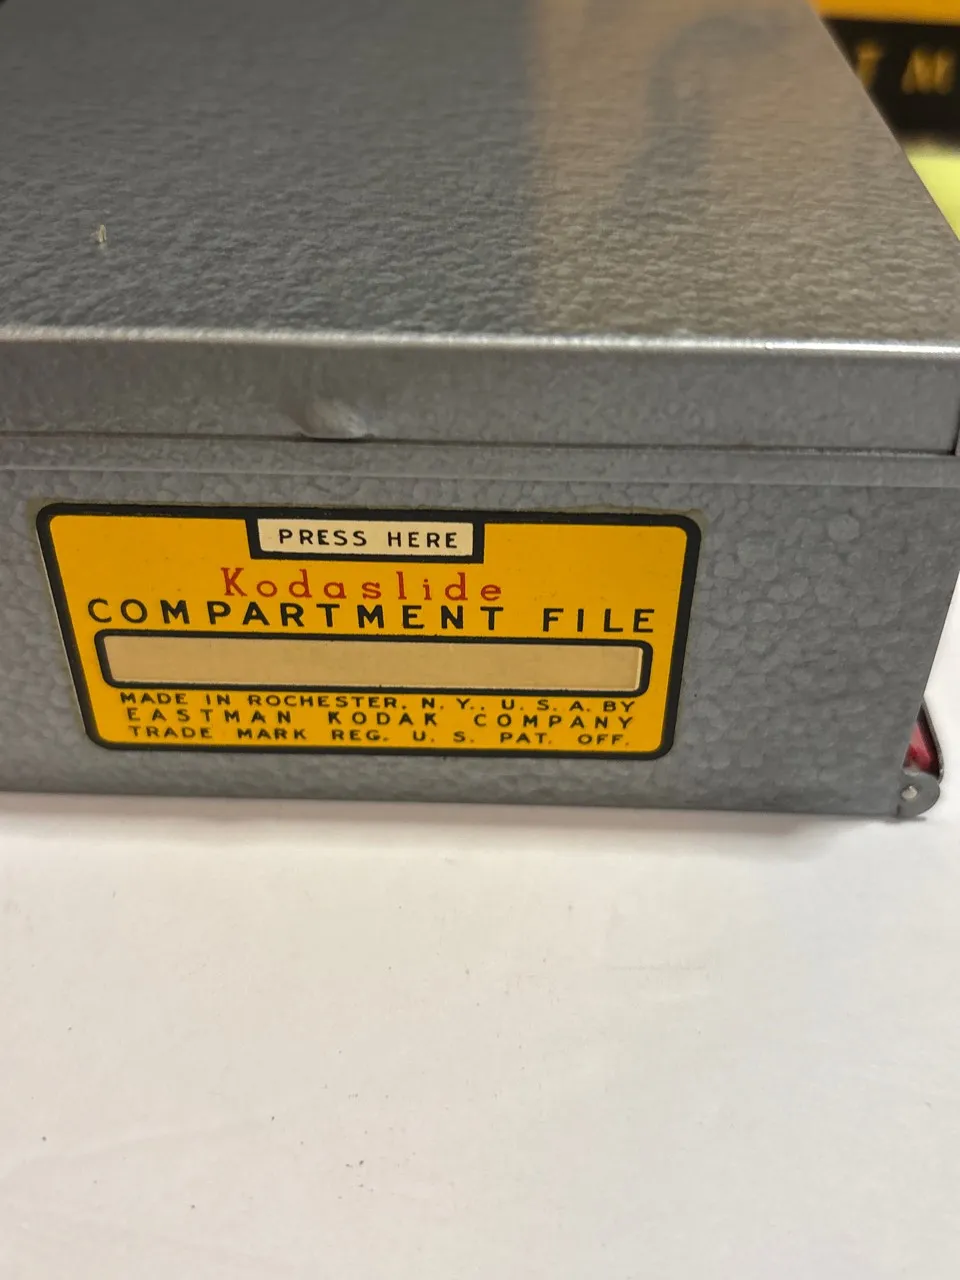 T M
PRESS HERE
Kodaslide
COMPARTMENT FILE
MADE IN ROCHESTER, N. Y., U. S. A. BY
EASTMAN KODAK COMPANY
TRADE MARK REG. U. S. PAT. OFF.